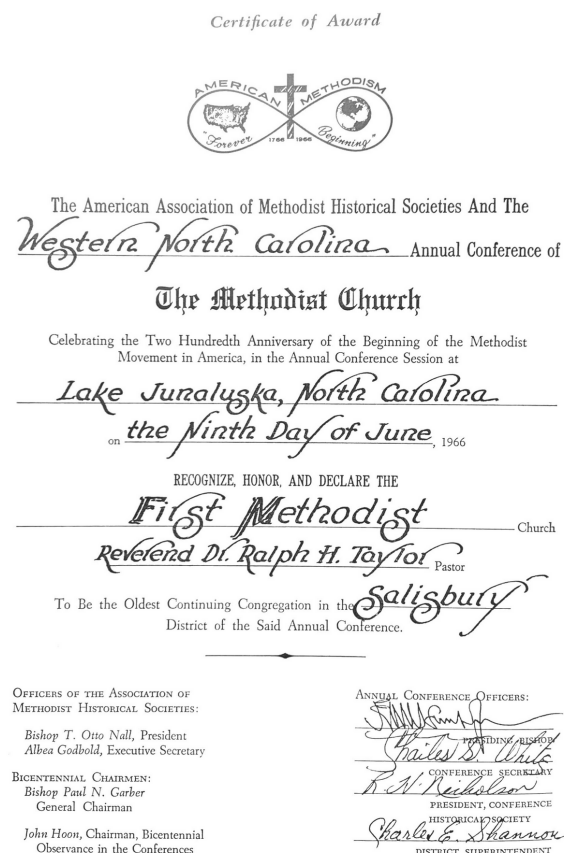 Certificate of Award
AMERICAN METHODISM
"Forever Beginning"
1766 1966
The American Association of Methodist Historical Societies And The
Western North Carolina Annual Conference of
The Methodist Church
Celebrating the Two Hundredth Anniversary of the Beginning of the Methodist
Movement in America, in the Annual Conference Session at
Lake Junaluska, North Carolina
on the Ninth Day of June, 1966
RECOGNIZE, HONOR, AND DECLARE THE
First Methodist Church
Reverend Dr. Ralph H. Taylor Pastor
To Be the Oldest Continuing Congregation in the Salisbury
District of the Said Annual Conference.
OFFICERS OF THE ASSOCIATION OF
METHODIST HISTORICAL SOCIETIES:
Bishop T. Otto Nall, President
Albea Godbold, Executive Secretary
BICENTENNIAL CHAIRMEN:
Bishop Paul N. Garber
General Chairman
John Hoon, Chairman, Bicentennial
Observance in the Conferences
ANNUAL CONFERENCE OFFICERS:
PRESIDING BISHOP
Charles S. White
CONFERENCE SECRETARY
R. N. Nicholson
PRESIDENT, CONFERENCE
HISTORICAL SOCIETY
Charles E. Shannon
DISTRICT SUPERINTENDENT